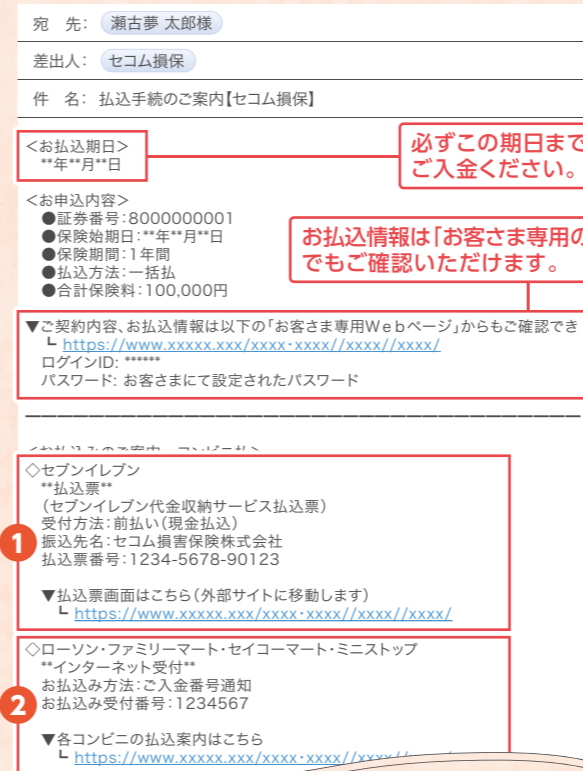 宛 先: 瀬古夢 太郎様
差出人: セコム損保
件 名: 払込手続のご案内【セコム損保】
<お払込期日>
**年**月**日
必ずこの期日まで
ご入金ください。
<お申込内容>
●証券番号:8000000001
●保険始期日:**年**月**日
●保険期間:1年間
●払込方法:一括払
●合計保険料:100,000円
お払込情報は「お客さま専用の
でもご確認いただけます。
▼ご契約内容、お払込情報は以下の「お客さま専用Webページ」からもご確認でき
┗ https://www.xxxxx.xxx/xxxx・xxxx//xxxx//xxxx/
ログインID: ******
パスワード: お客さまにて設定されたパスワード
1
◇セブンイレブン
**払込票**
(セブンイレブン代金収納サービス払込票)
受付方法:前払い(現金払込)
振込先名:セコム損害保険株式会社
払込票番号:1234-5678-90123
▼払込票画面はこちら(外部サイトに移動します)
┗ https://www.xxxxx.xxx/xxxx・xxxx//xxxx//xxxx/
2
◇ローソン・ファミリーマート・セイコーマート・ミニストップ
**インターネット受付**
お払込み方法:ご入金番号通知
お払込み受付番号:1234567
▼各コンビニの払込案内はこちら
┗ https://www.xxxxx.xxx/xxxx・xxxx//xxxx/